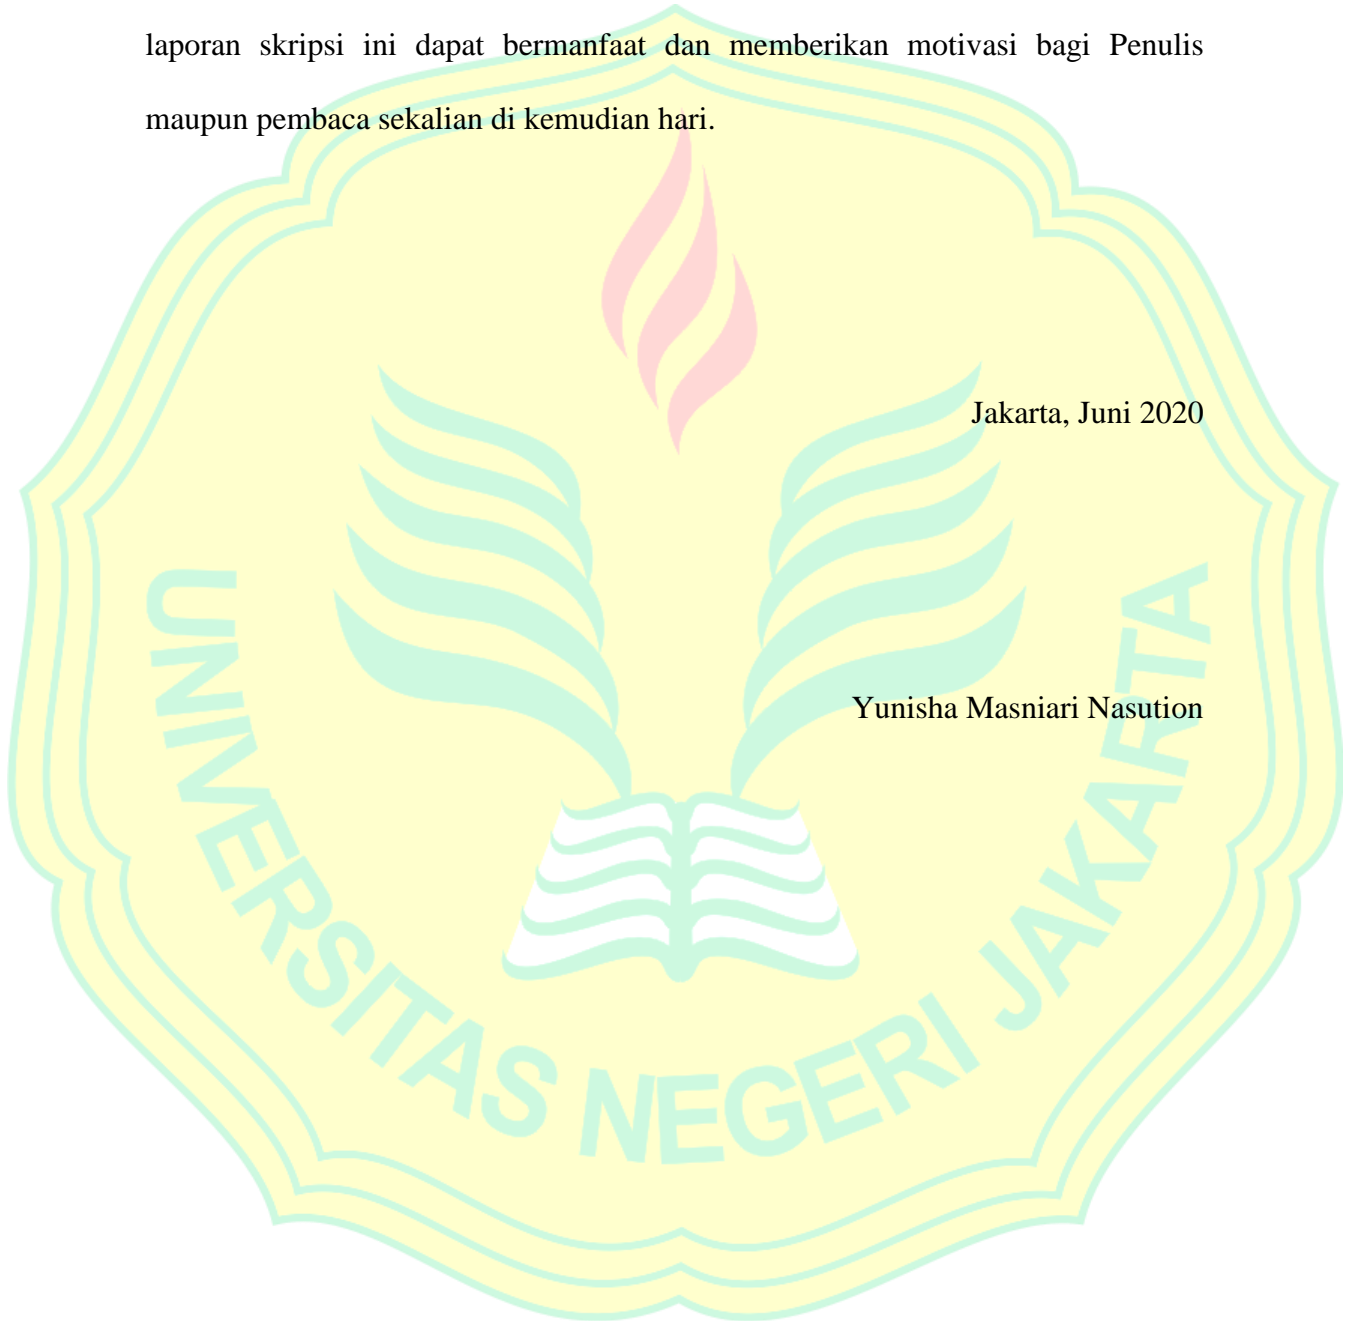 laporan skripsi ini dapat bermanfaat dan memberikan motivasi bagi Penulis
maupun pembaca sekalian di kemudian hari.
Jakarta, Juni 2020
Yunisha Masniari Nasution
UNIVERSITAS NEGERI JAKARTA